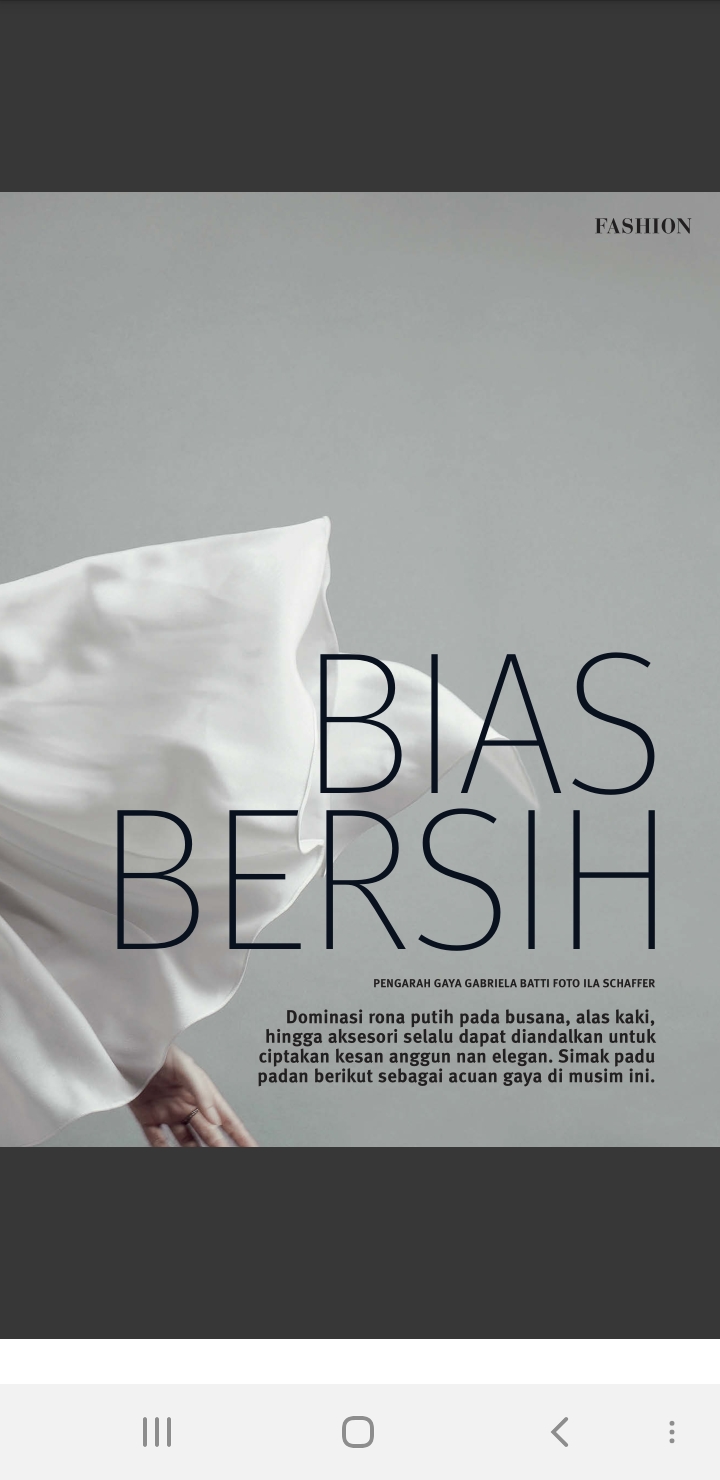 FASHION
BIAS
BERSIH
PENGARAH GAYA GABRIELA BATTI FOTO ILA SCHAFFER
Dominasi rona putih pada busana, alas kaki,
hingga aksesori selalu dapat diandalkan untuk
ciptakan kesan anggun nan elegan. Simak padu
padan berikut sebagai acuan gaya di musim ini.